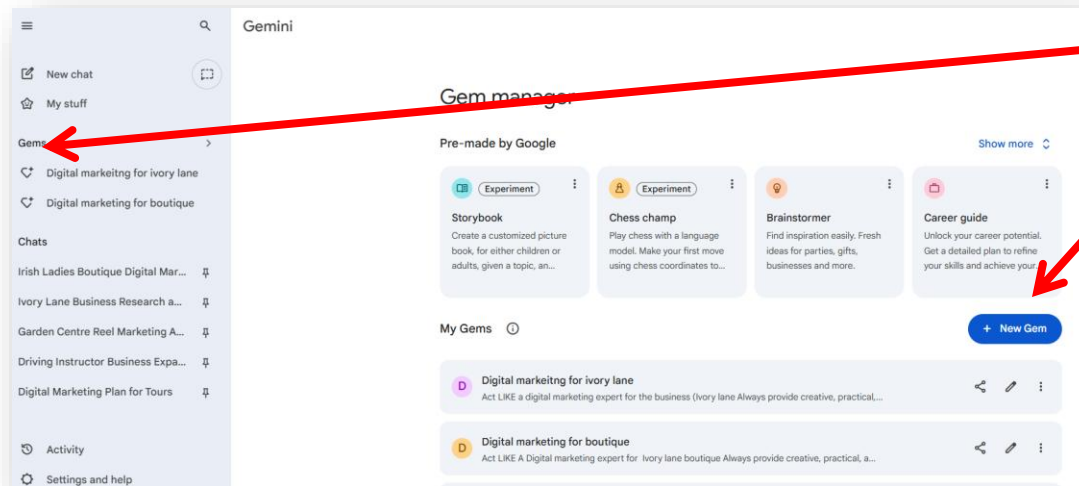 Gemini
New chat
My stuff
Gems
Digital markeitng for ivory lane
Digital marketing for boutique
Chats
Irish Ladies Boutique Digital Mar...
Ivory Lane Business Research a...
Garden Centre Reel Marketing A...
Driving Instructor Business Expa...
Digital Marketing Plan for Tours
Activity
Settings and help
Gem manager
Pre-made by Google
Show more
Experiment
Storybook
Create a customized picture
book, for either children or
adults, given a topic, an...
Experiment
Chess champ
Play chess with a language
model. Make your first move
using chess coordinates to...
Brainstormer
Find inspiration easily. Fresh
ideas for parties, gifts,
businesses and more.
Career guide
Unlock your career potential.
Get a detailed plan to refine
your skills and achieve your...
My Gems
+ New Gem
D
Digital markeitng for ivory lane
Act LIKE a digital marketing expert for the business (Ivory lane Always provide creative, practical,...
D
Digital marketing for boutique
Act LIKE A Digital marketing expert for Ivory lane boutique Always provide creative, practical, a...